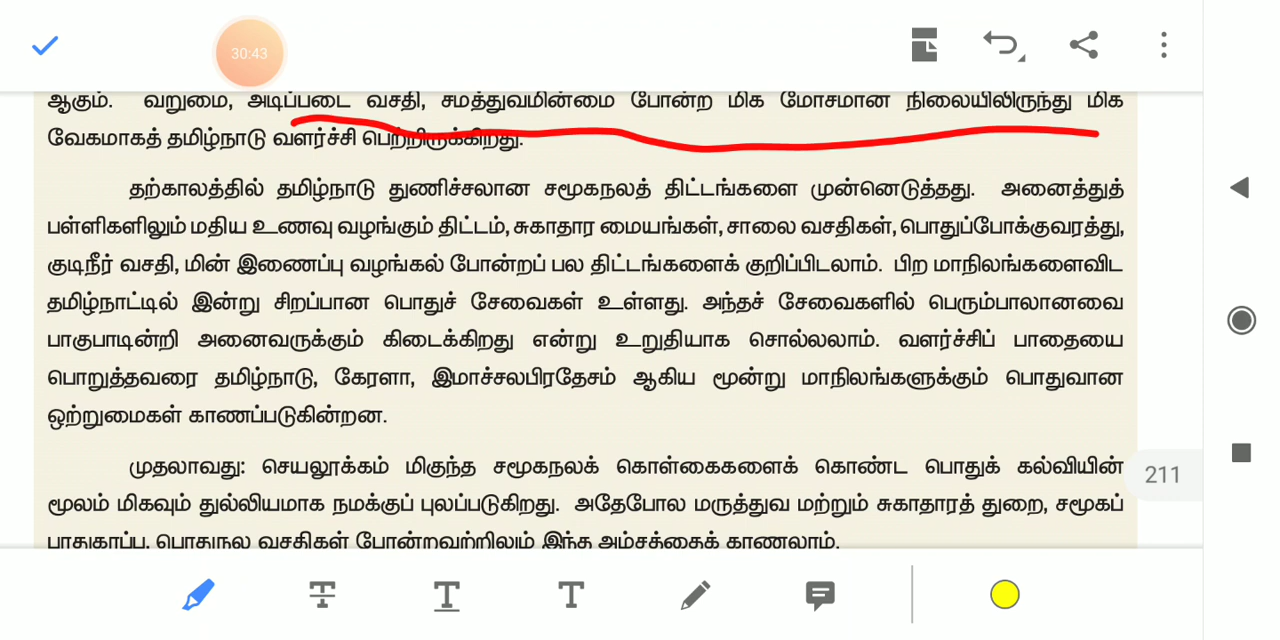 30:43
ஆகும். வறுமை, அடிப்படை வசதி, சமத்துவமின்மை போன்ற மிக மோசமான நிலையிலிருந்து மிக
வேகமாகத் தமிழ்நாடு வளர்ச்சி பெற்றிருக்கிறது.
தற்காலத்தில் தமிழ்நாடு துணிச்சலான சமூகநலத் திட்டங்களை முன்னெடுத்தது. அனைத்துத்
பள்ளிகளிலும் மதிய உணவு வழங்கும் திட்டம், சுகாதார மையங்கள், சாலை வசதிகள், பொதுப்போக்குவரத்து,
குடிநீர் வசதி, மின் இணைப்பு வழங்கல் போன்றப் பல திட்டங்களைக் குறிப்பிடலாம். பிற மாநிலங்களைவிட
தமிழ்நாட்டில் இன்று சிறப்பான பொதுச் சேவைகள் உள்ளது. அந்தச் சேவைகளில் பெரும்பாலானவை
பாகுபாடின்றி அனைவருக்கும் கிடைக்கிறது என்று உறுதியாக சொல்லலாம். வளர்ச்சிப் பாதையை
பொறுத்தவரை தமிழ்நாடு, கேரளா, இமாச்சலபிரதேசம் ஆகிய மூன்று மாநிலங்களுக்கும் பொதுவான
ஒற்றுமைகள் காணப்படுகின்றன.
முதலாவது: செயலூக்கம் மிகுந்த சமூகநலக் கொள்கைகளைக் கொண்ட பொதுக் கல்வியின்
மூலம் மிகவும் துல்லியமாக நமக்குப் புலப்படுகிறது. அதேபோல மருத்துவ மற்றும் சுகாதாரத் துறை, சமூகப்
பாதுகாப்பு, பொதுநல வசதிகள் போன்றவற்றிலும் இந்த அம்சத்தைக் காணலாம்.
211